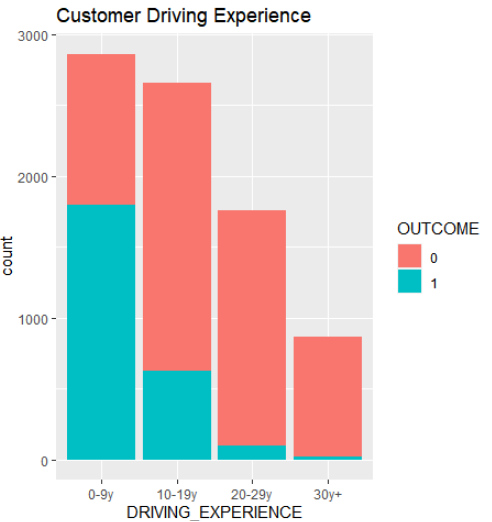 Customer Driving Experience
3000
2000
1000
0
count
0-9y 10-19y 20-29y 30y+
DRIVING_EXPERIENCE
OUTCOME
0
1